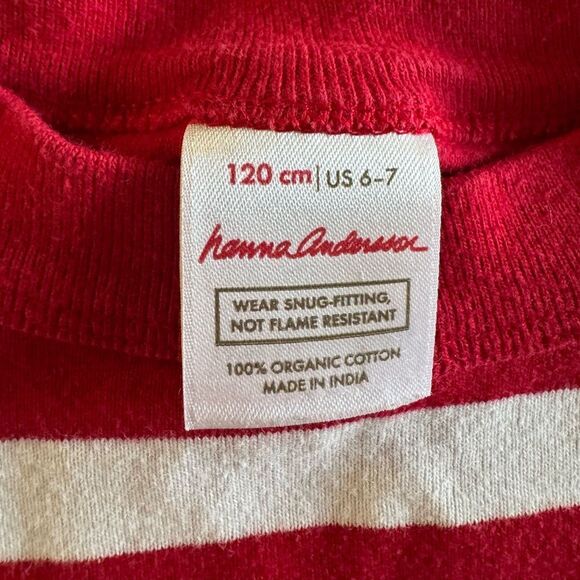 120 cm | US 6-7
hanna andersson
WEAR SNUG-FITTING,
NOT FLAME RESISTANT
100% ORGANIC COTTON
MADE IN INDIA